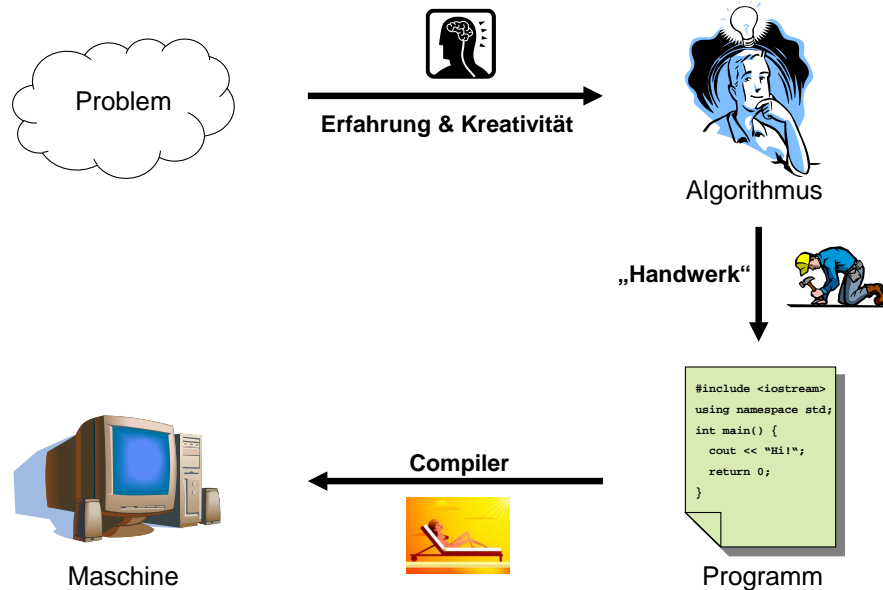 Problem
Erfahrung & Kreativität
Algorithmus
„Handwerk“
#include <iostream>
using namespace std;
int main() {
cout << “Hi!“;
return 0;
}
Programm
Compiler
Maschine